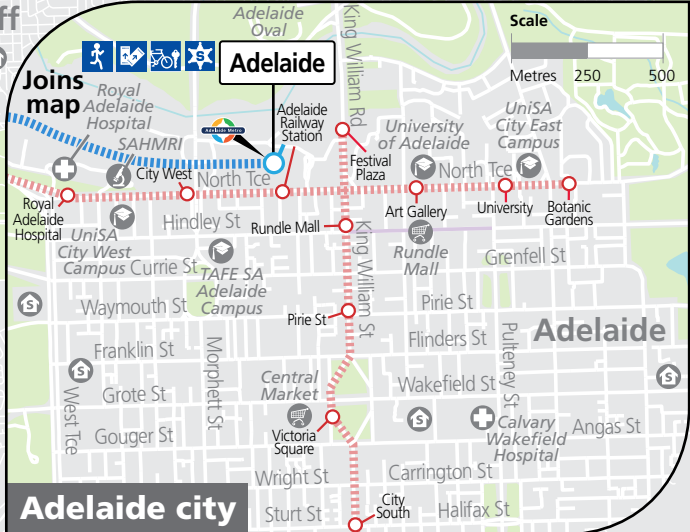 ff
Adelaide
Oval
King William Rd
Scale
Metres 250 500
Adelaide
Joins
map
Royal
Adelaide
Hospital
SAHMRI
Adelaide Metro
Adelaide
Railway
Station
Festival
Plaza
University
of Adelaide
UniSA
City East
Campus
City West
North Tce
North Tce
Royal
Adelaide
Hospital
Art Gallery
University
Botanic
Gardens
UniSA
City West
Campus
Hindley St
Rundle Mall
King William St
Rundle
Mall
Grenfell St
Currie St
TAFE SA
Adelaide
Campus
Waymouth St
Pirie St
Pirie St
Flinders St
Adelaide
Franklin St
Morphett St
Pulteney St
Central
Market
Wakefield St
West Tce
Grote St
Gouger St
Victoria
Square
Calvary
Wakefield
Hospital
Angas St
Wright St
Carrington St
Adelaide city
Sturt St
City
South
Halifax St
S
S
S
S
S